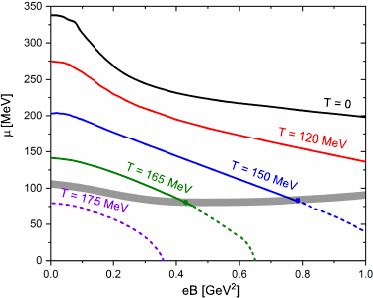 350
300
250
200
150
100
50
0
μ [MeV]
T = 0
T = 120 MeV
T = 150 MeV
T = 165 MeV
T = 175 MeV
0.0 0.2 0.4 0.6 0.8 1.0
eB [GeV²]